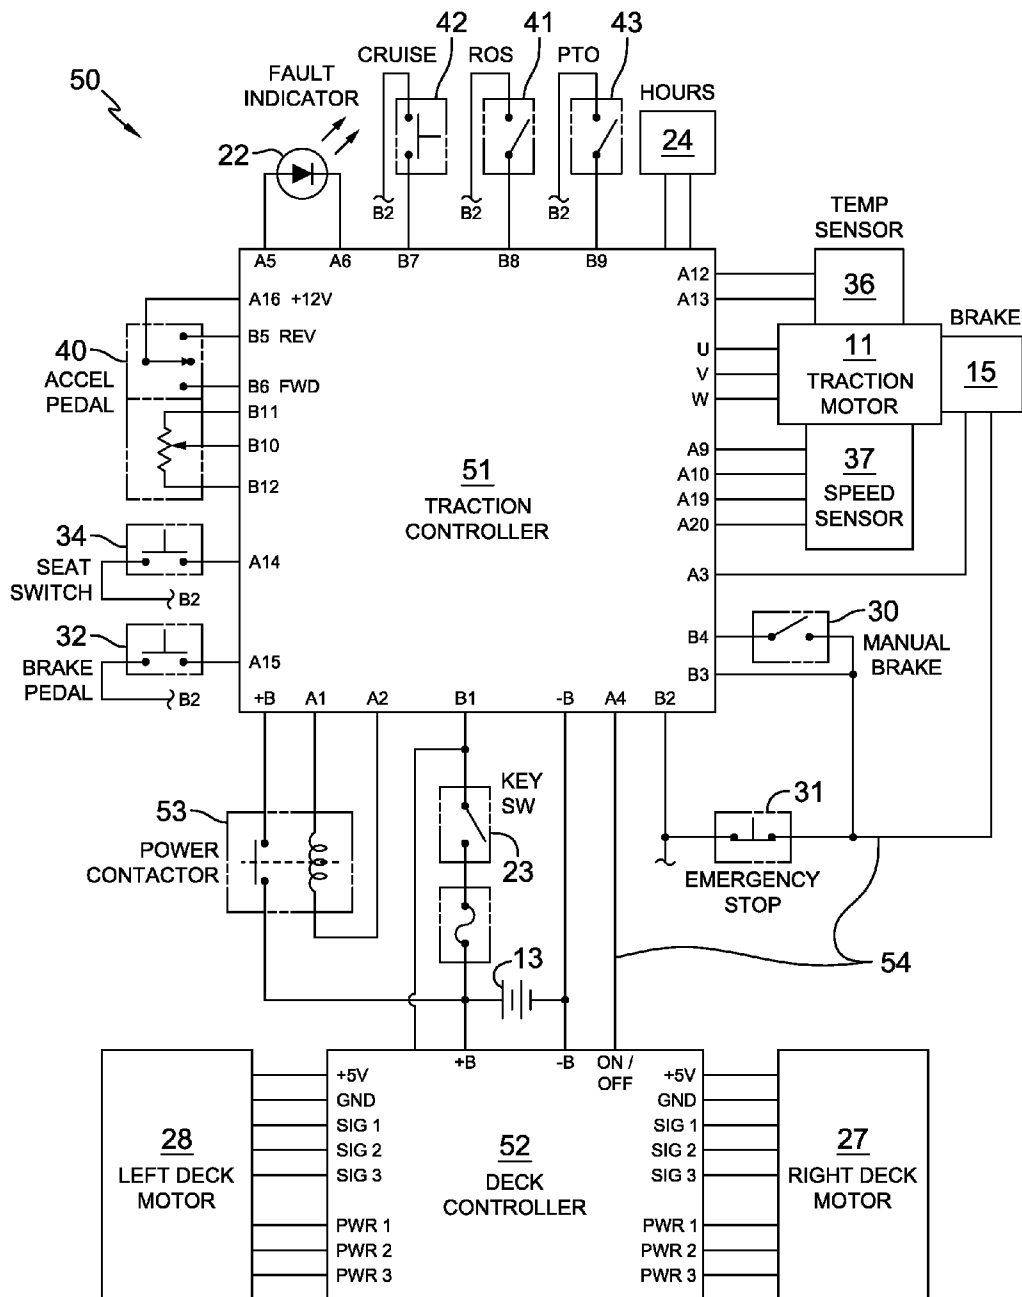 42
41
43
CRUISE
ROS
PTO
50
FAULT
INDICATOR
HOURS
24
22
B2
B2
B2
TEMP
SENSOR
36
A5
A6
B7
B8
B9
A12
A13
A16 +12V
BRAKE
40
ACCEL
PEDAL
B5 REV
B6 FWD
B11
B10
B12
U
V
W
11
TRACTION
MOTOR
15
51
TRACTION
CONTROLLER
A9
A10
A19
A20
37
SPEED
SENSOR
34
SEAT
SWITCH
A14
B2
A3
32
BRAKE
PEDAL
A15
B2
B4
B3
30
MANUAL
BRAKE
+B
A1
A2
B1
-B
A4
B2
53
POWER
CONTACTOR
KEY
SW
23
31
EMERGENCY
STOP
13
54
+B
-B
ON /
OFF
28
LEFT DECK
MOTOR
+5V
GND
SIG 1
SIG 2
SIG 3
PWR 1
PWR 2
PWR 3
52
DECK
CONTROLLER
+5V
GND
SIG 1
SIG 2
SIG 3
PWR 1
PWR 2
PWR 3
27
RIGHT DECK
MOTOR